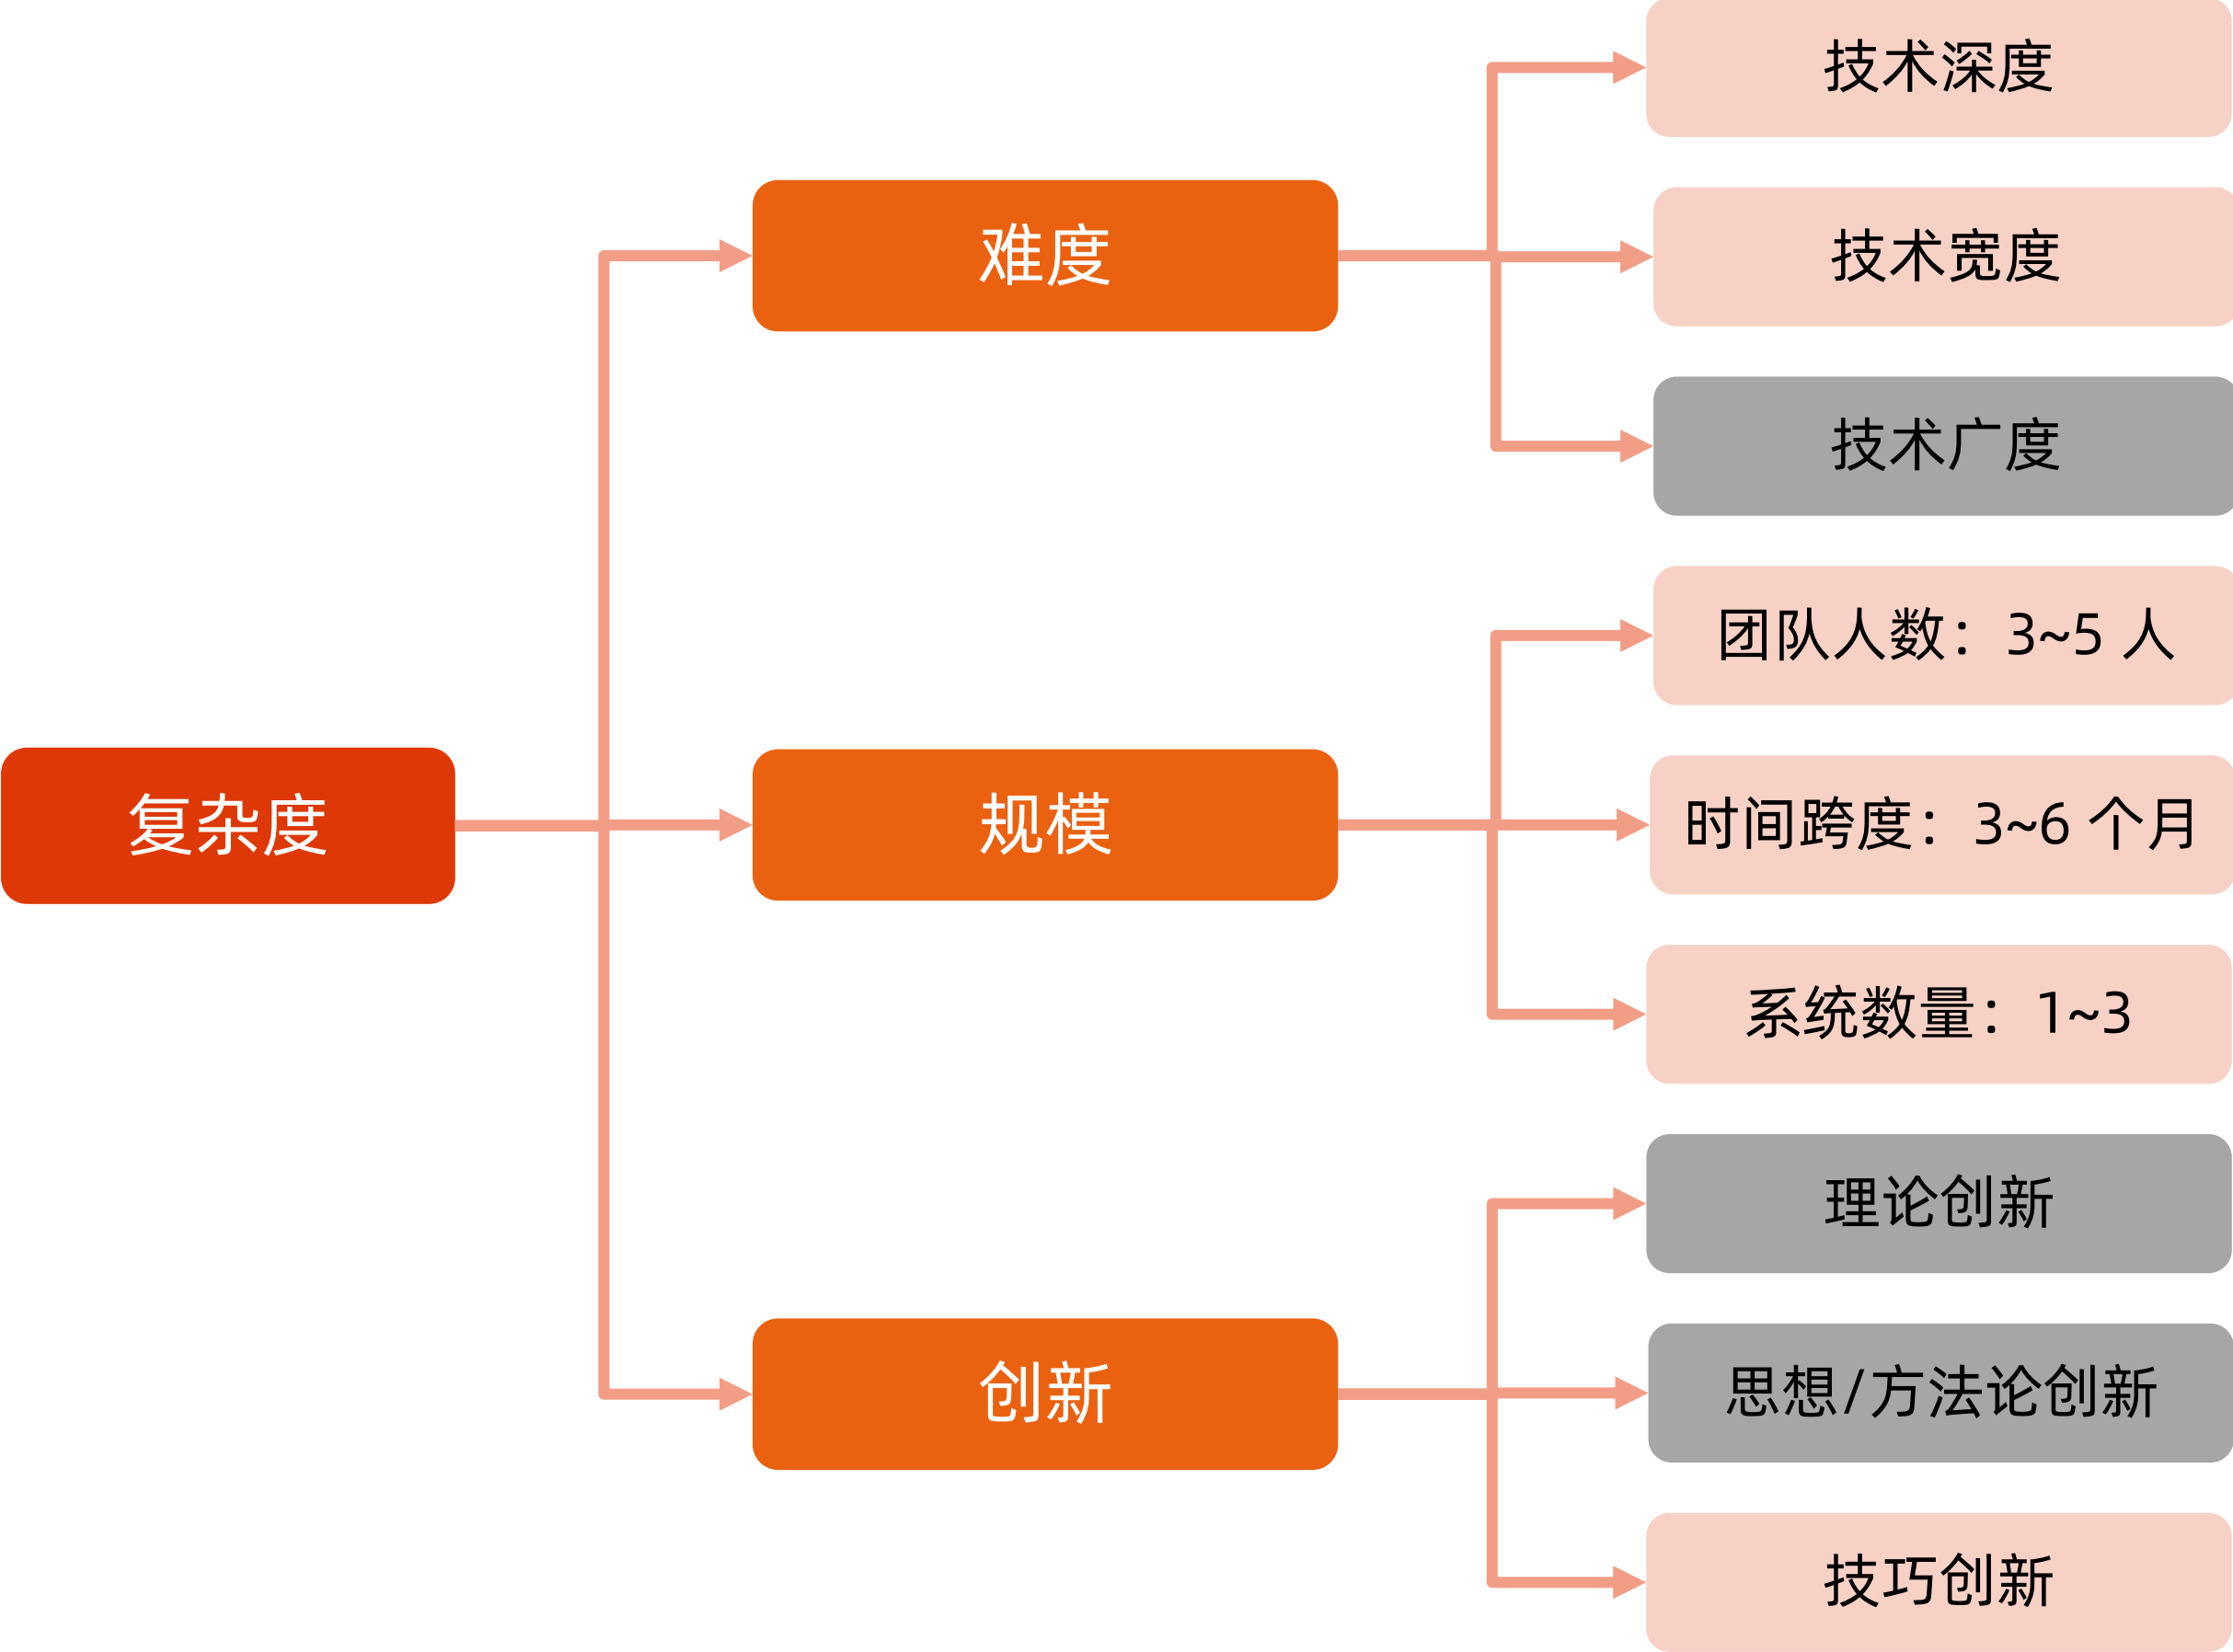 复杂度
难度
技术深度
技术亮度
技术广度
规模
团队人数：3~5 人
时间跨度：3~6 个月
系统数量：1~3
创新
理论创新
思想/方法论创新
技巧创新